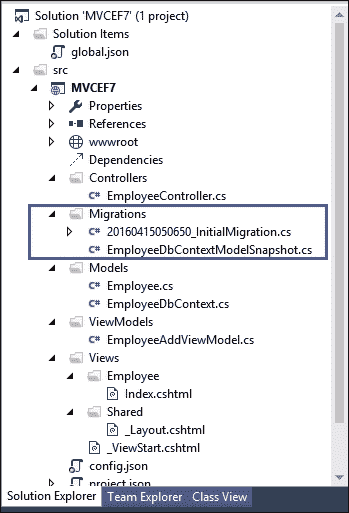 Solution 'MVCEF7' (1 project)
Solution Items
global.json
src
MVCEF7
Properties
References
wwwroot
Dependencies
Controllers
C# EmployeeController.cs
Migrations
C# 20160415050650_InitialMigration.cs
C# EmployeeDbContextModelSnapshot.cs
Models
C# Employee.cs
C# EmployeeDbContext.cs
ViewModels
C# EmployeeAddViewModel.cs
Views
Employee
Index.cshtml
Shared
_Layout.cshtml
_ViewStart.cshtml
config.json
project.json
Solution Explorer Team Explorer Class View